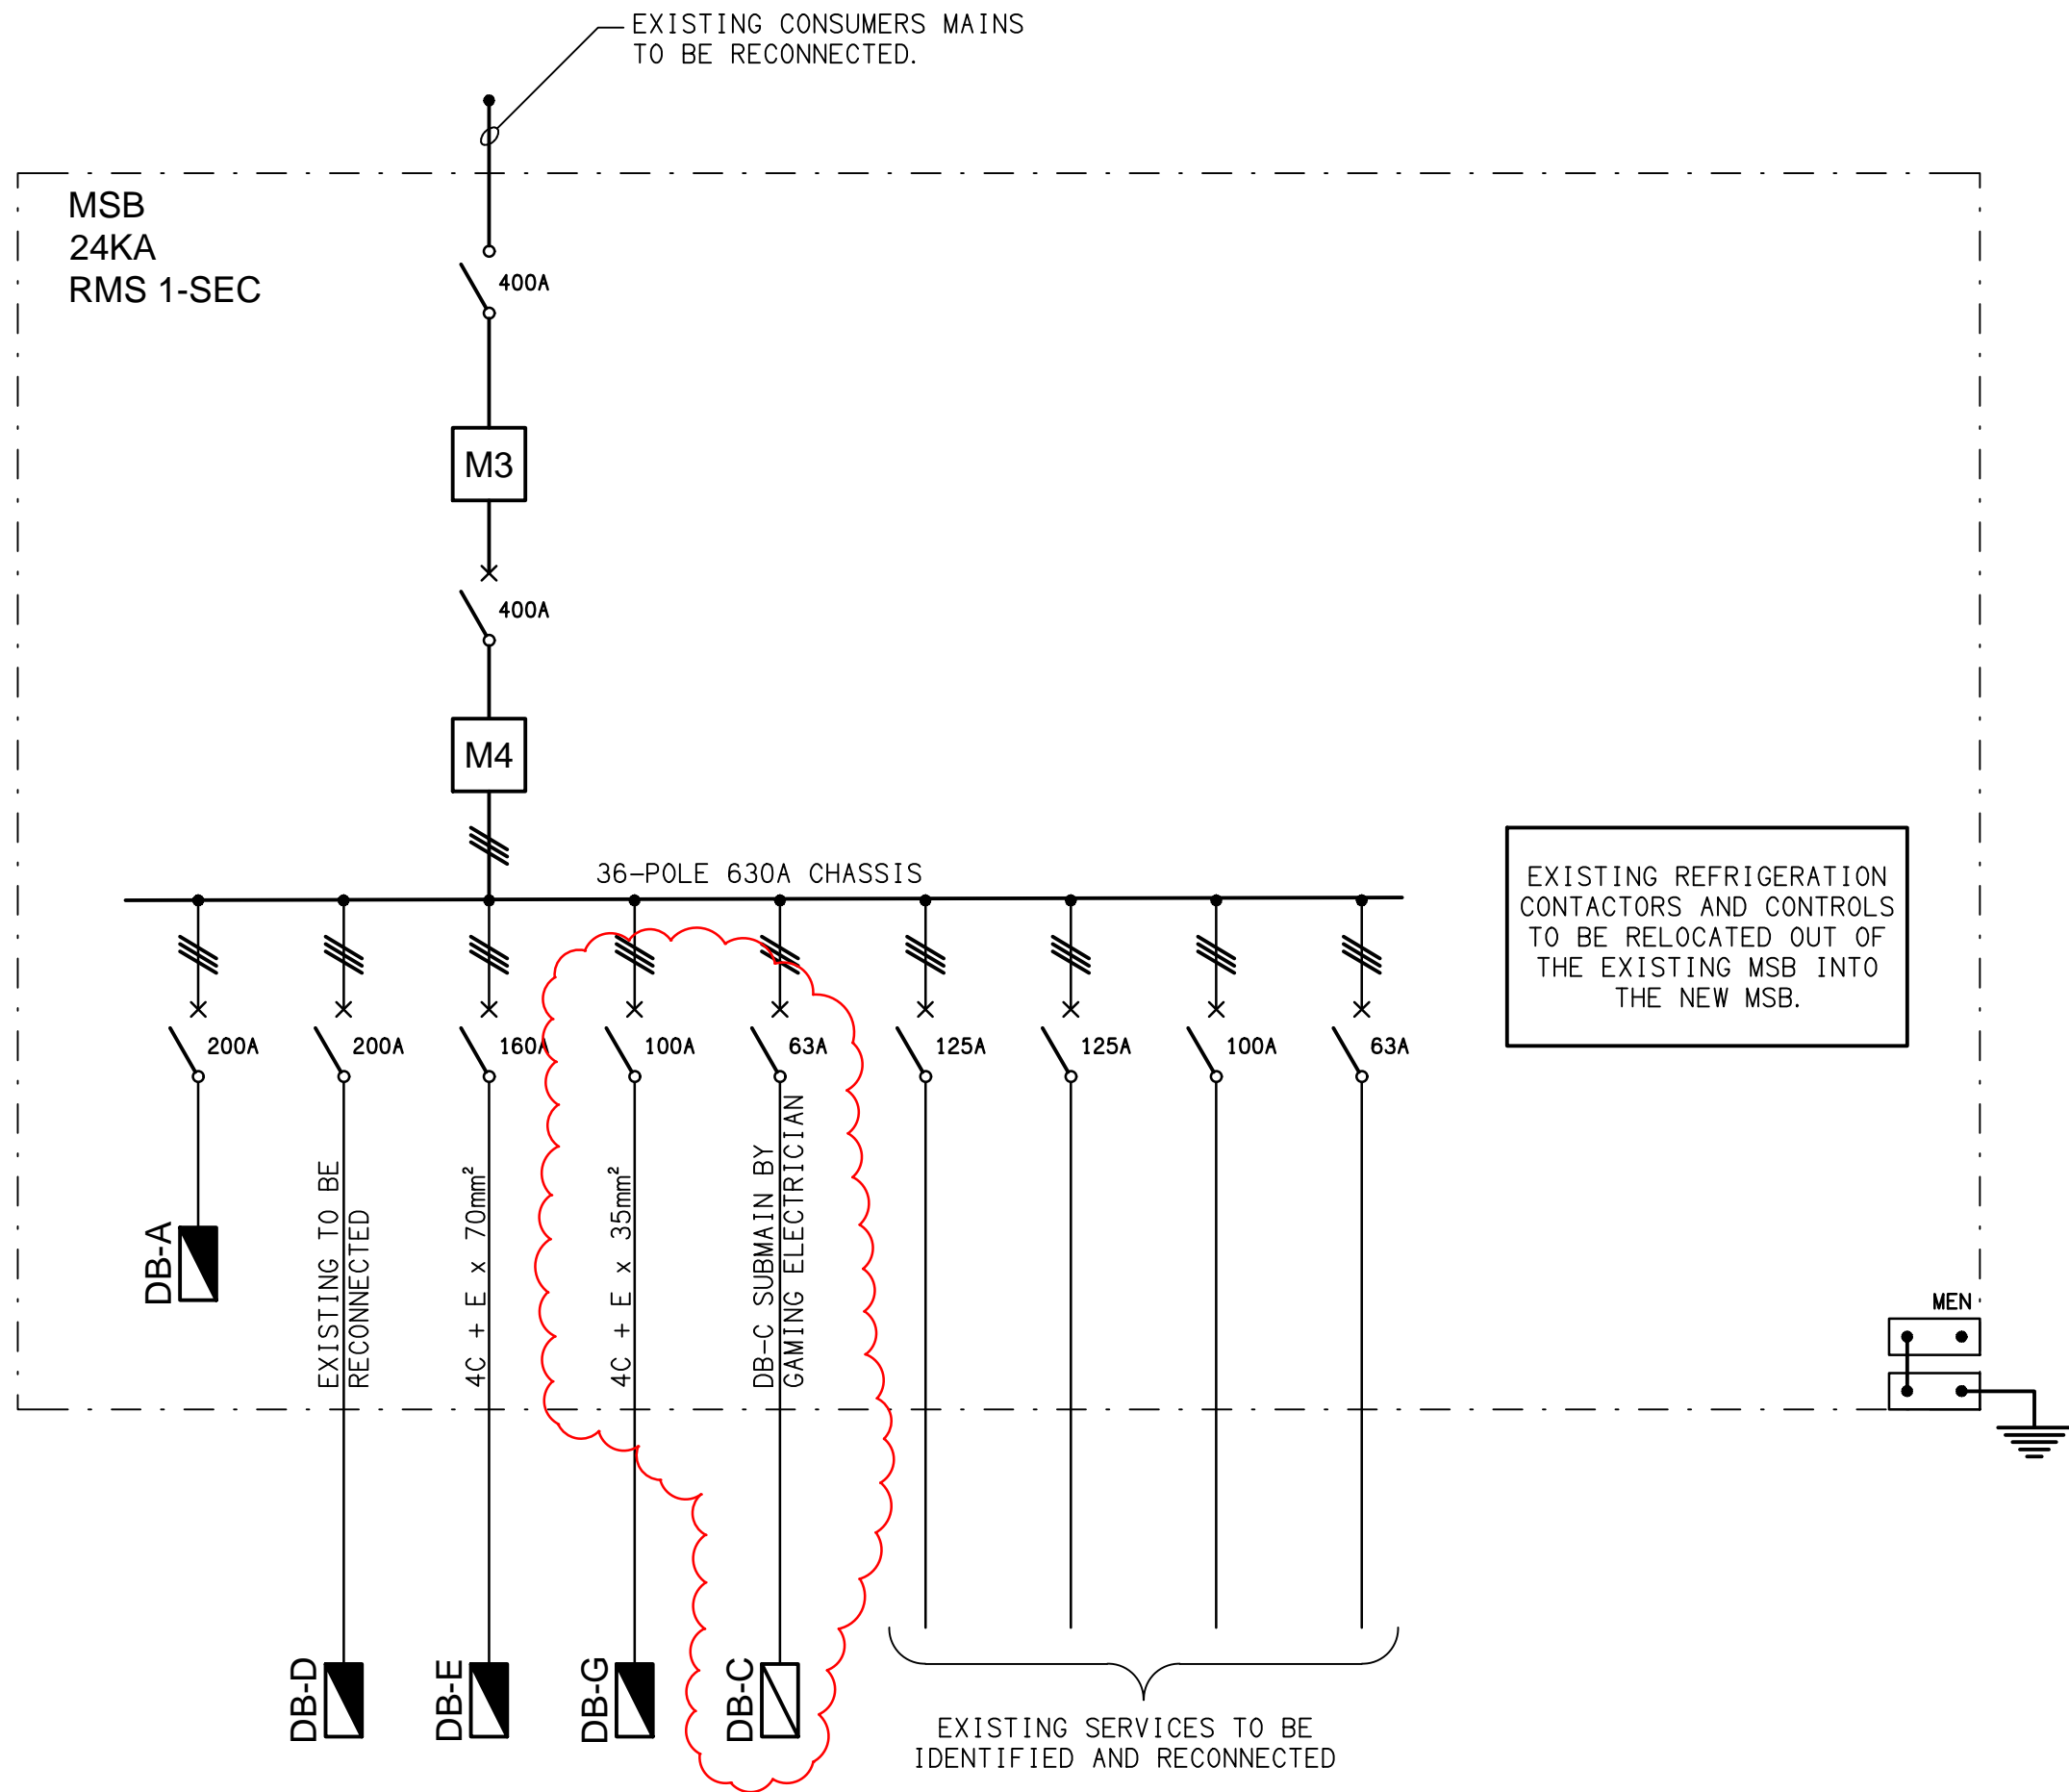 EXISTING CONSUMERS MAINS
TO BE RECONNECTED.
MSB
24KA
RMS 1-SEC
400A
M3
400A
M4
36-POLE 630A CHASSIS
EXISTING REFRIGERATION
CONTACTORS AND CONTROLS
TO BE RELOCATED OUT OF
THE EXISTING MSB INTO
THE NEW MSB.
200A
200A
160A
100A
63A
125A
125A
100A
63A
DB-A
EXISTING TO BE
RECONNECTED
4C + E x 70mm²
4C + E x 35mm²
DB-C SUBMAIN BY
GAMING ELECTRICIAN
MEN
DB-D
DB-E
DB-G
DB-C
EXISTING SERVICES TO BE
IDENTIFIED AND RECONNECTED